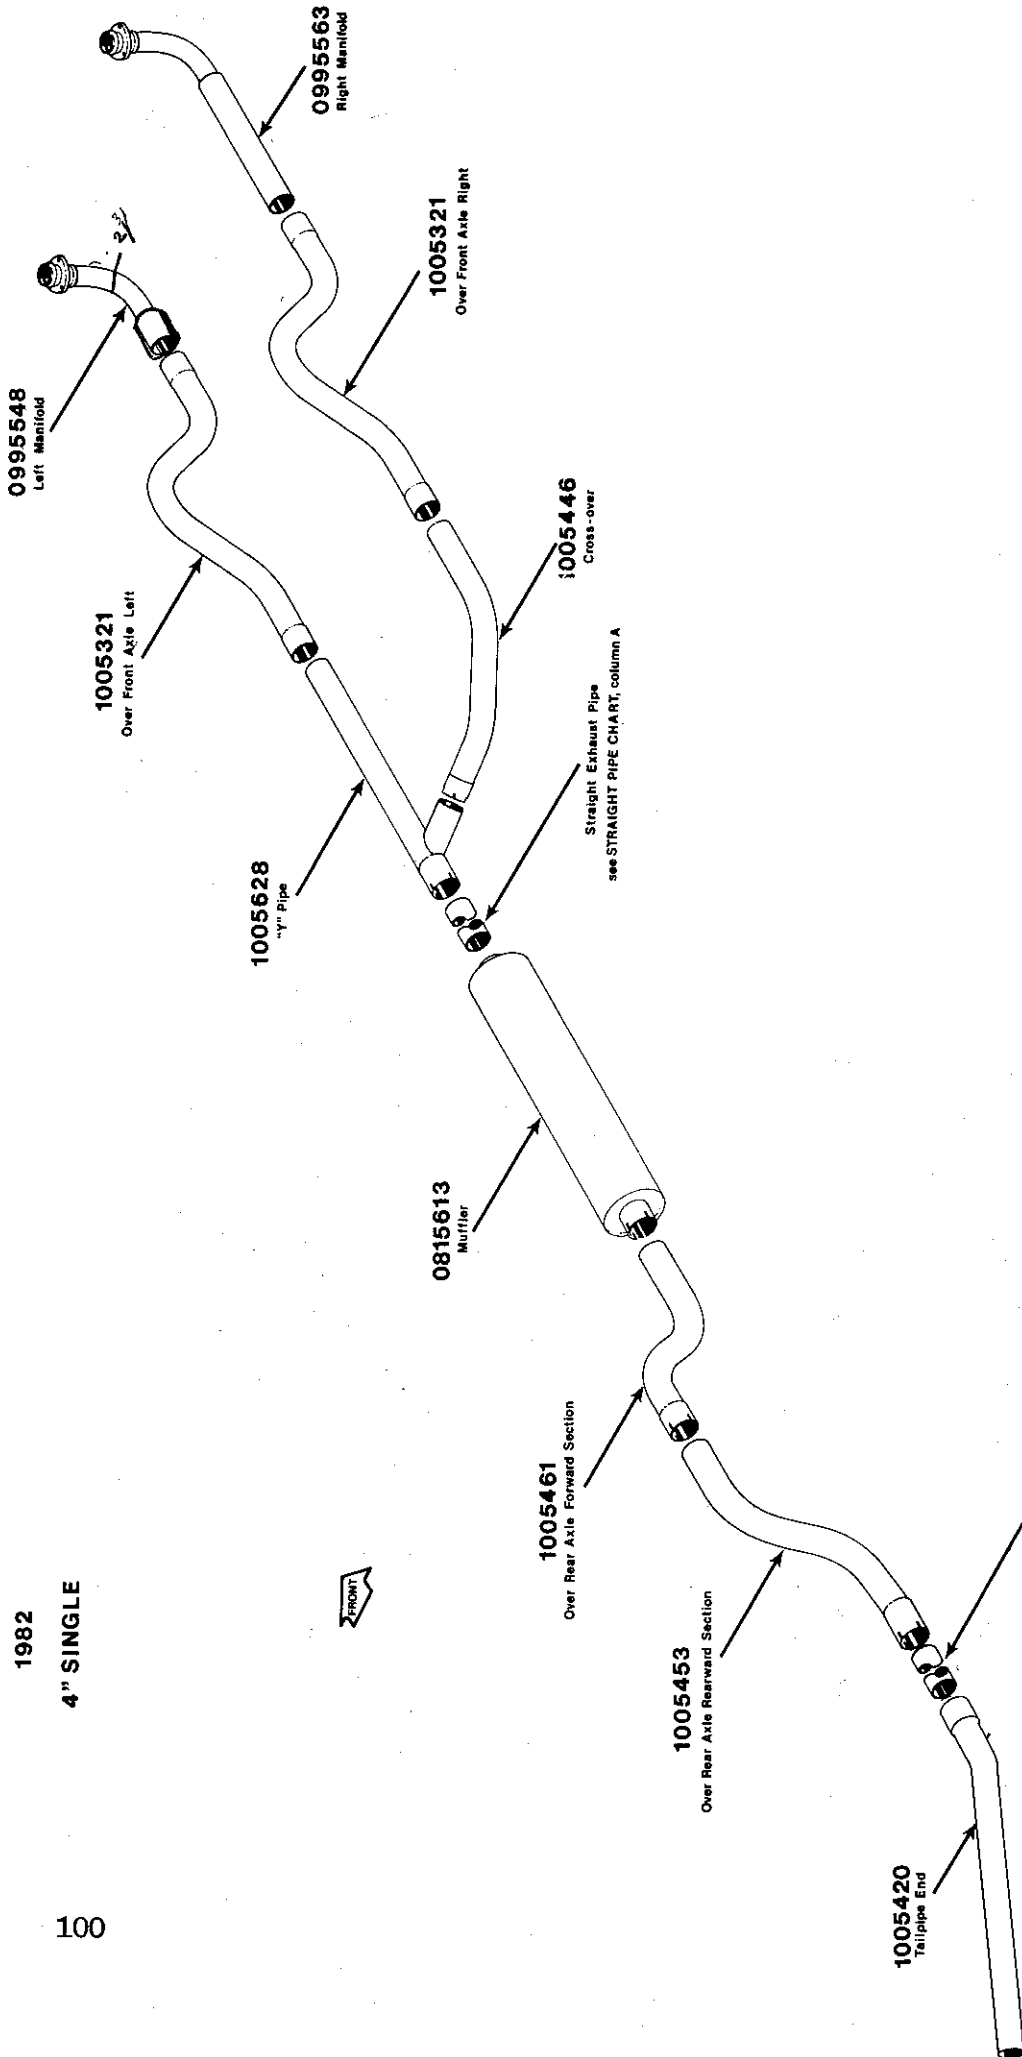 1982
4" SINGLE
FRONT
0995548
Left Manifold
0995563
Right Manifold
1005321
Over Front Axle Left
1005321
Over Front Axle Right
1005628
"Y" Pipe
1005446
Cross-over
Straight Exhaust Pipe
see STRAIGHT PIPE CHART, column A
0815613
Muffler
1005461
Over Rear Axle Forward Section
1005453
Over Rear Axle Rearward Section
1005420
Tailpipe End
100